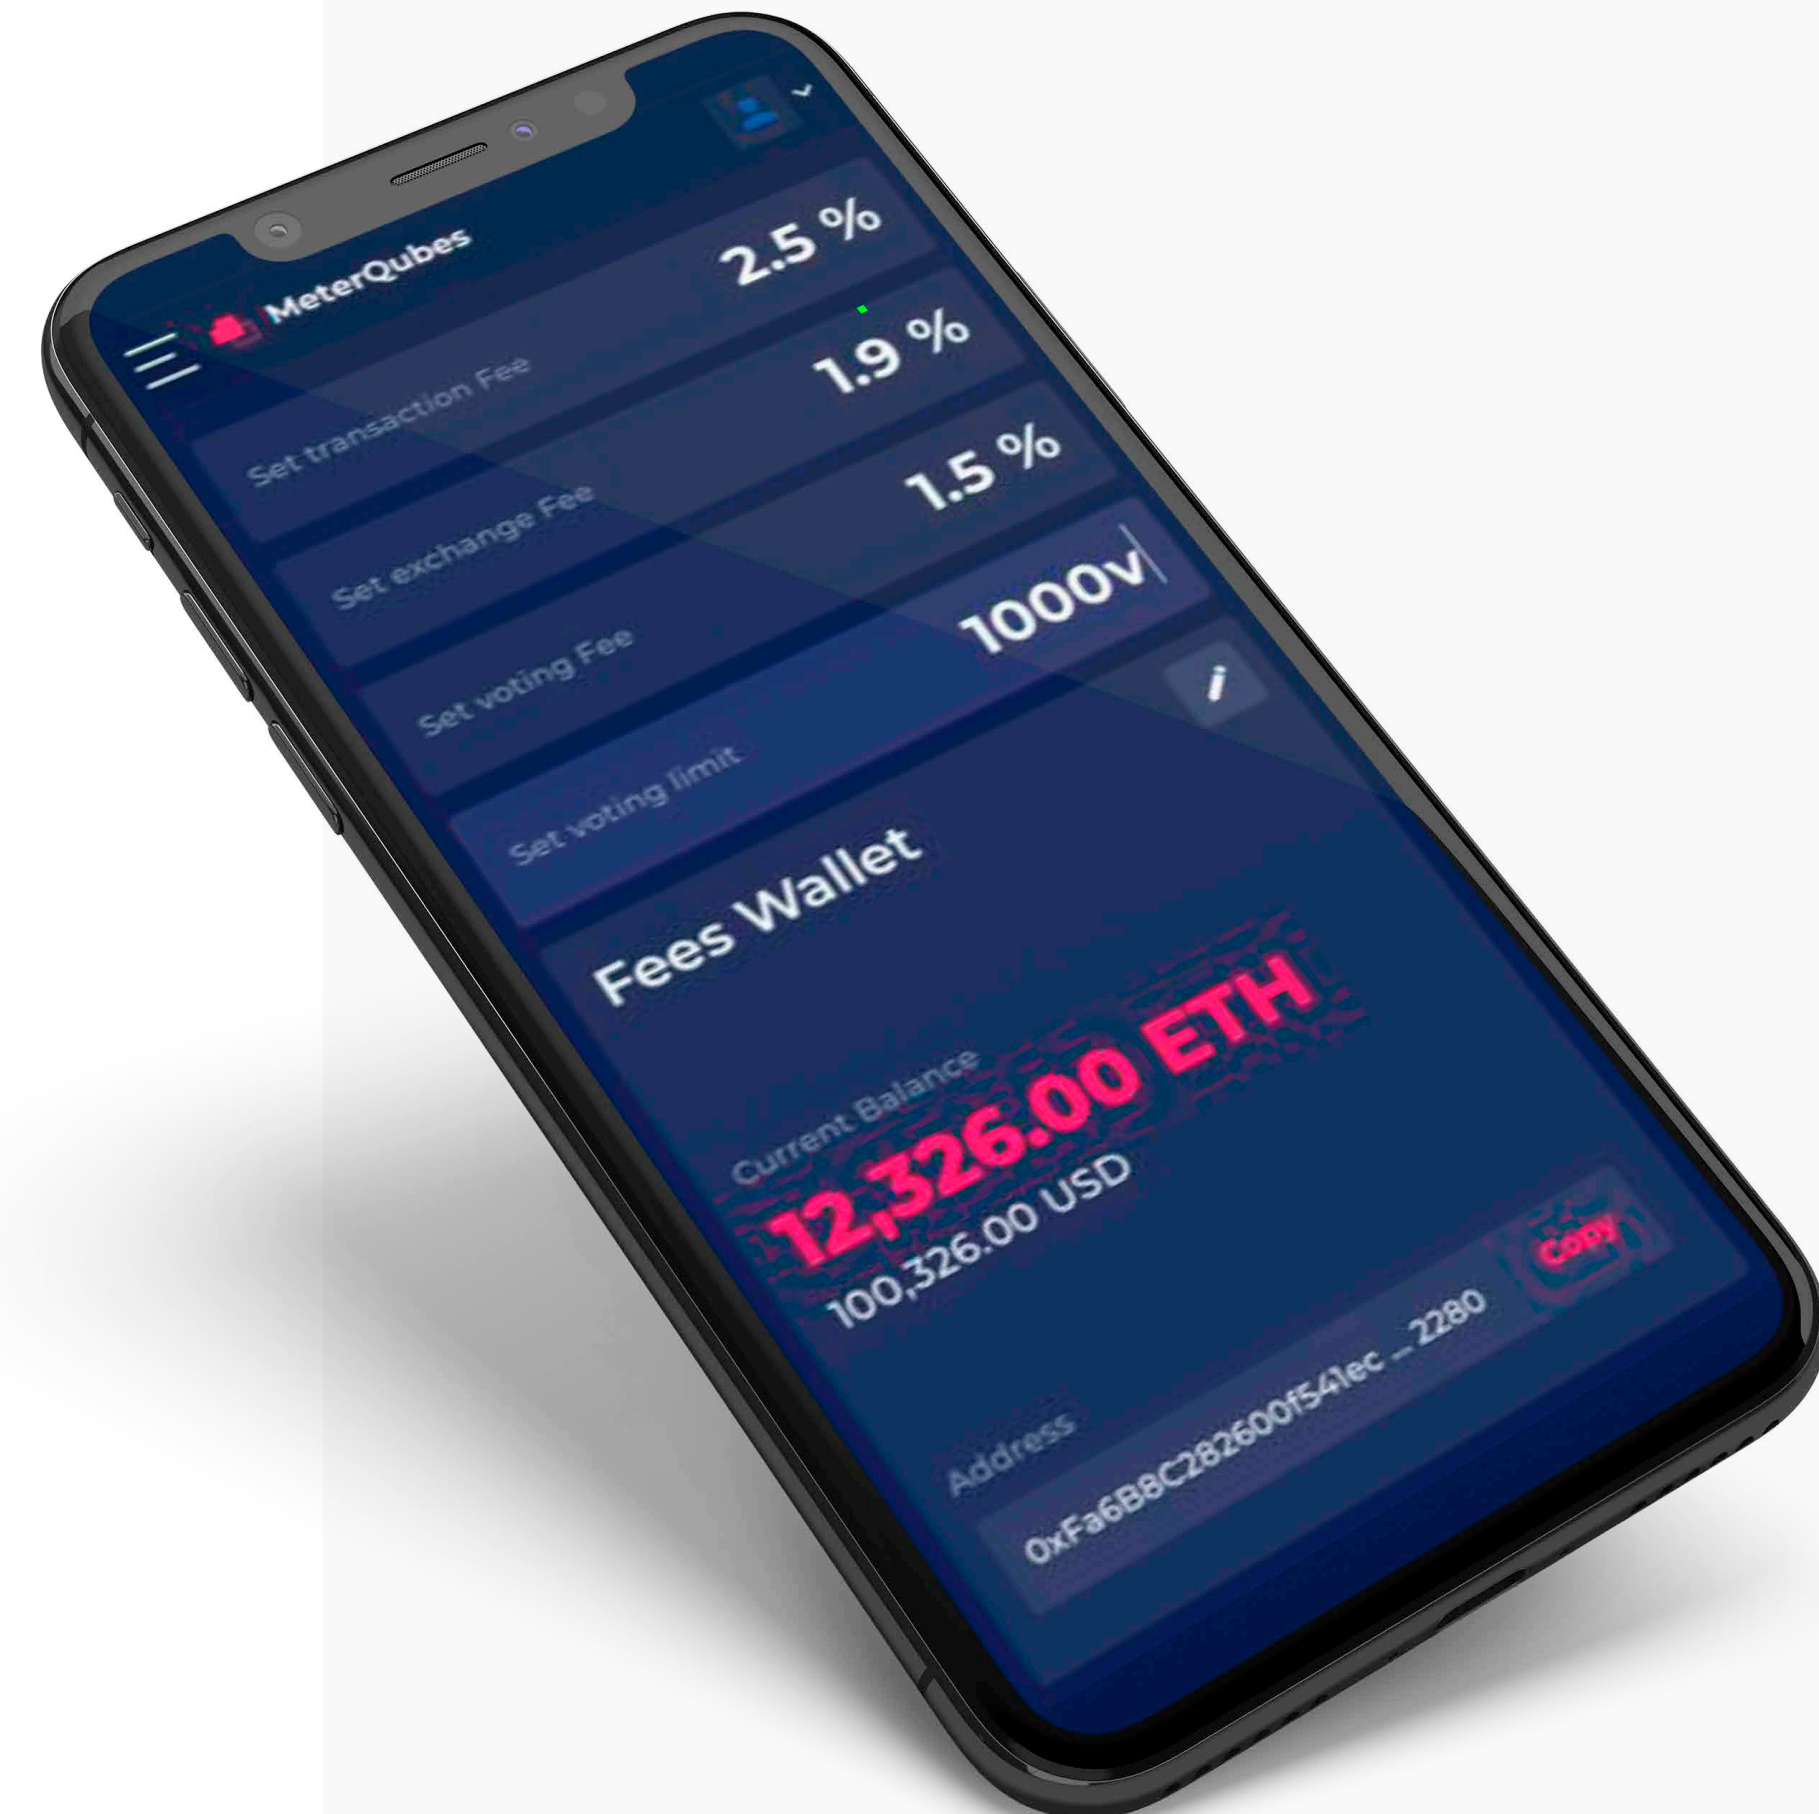 MeterQubes
Set transaction Fee 2.5 %
Set exchange Fee 1.9 %
Set voting Fee 1.5 %
Set voting limit 1000v
Fees Wallet
Current Balance
12,326.00 ETH
100,326.00 USD
Address
0xFa6B8C282600f541ec _ 2280 Copy